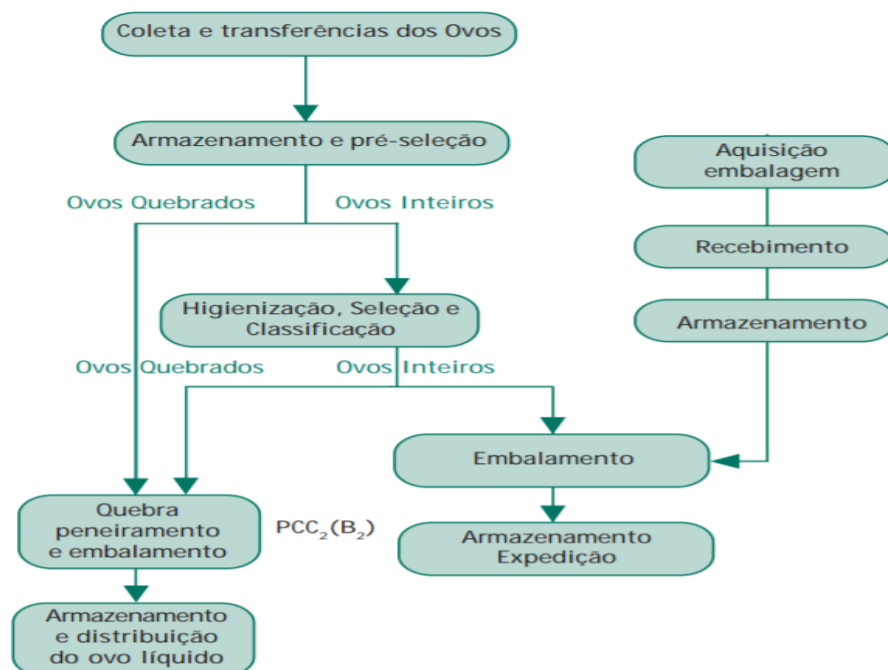 Coleta e transferências dos Ovos
Armazenamento e pré-seleção
Aquisição
embalagem
Ovos Quebrados
Ovos Inteiros
Recebimento
Higienização, Seleção e
Classificação
Armazenamento
Ovos Quebrados
Ovos Inteiros
Embalamento
Quebra
peneiramento
e embalamento
PCC₂(B₂)
Armazenamento
Expedição
Armazenamento
e distribuição
do ovo líquido